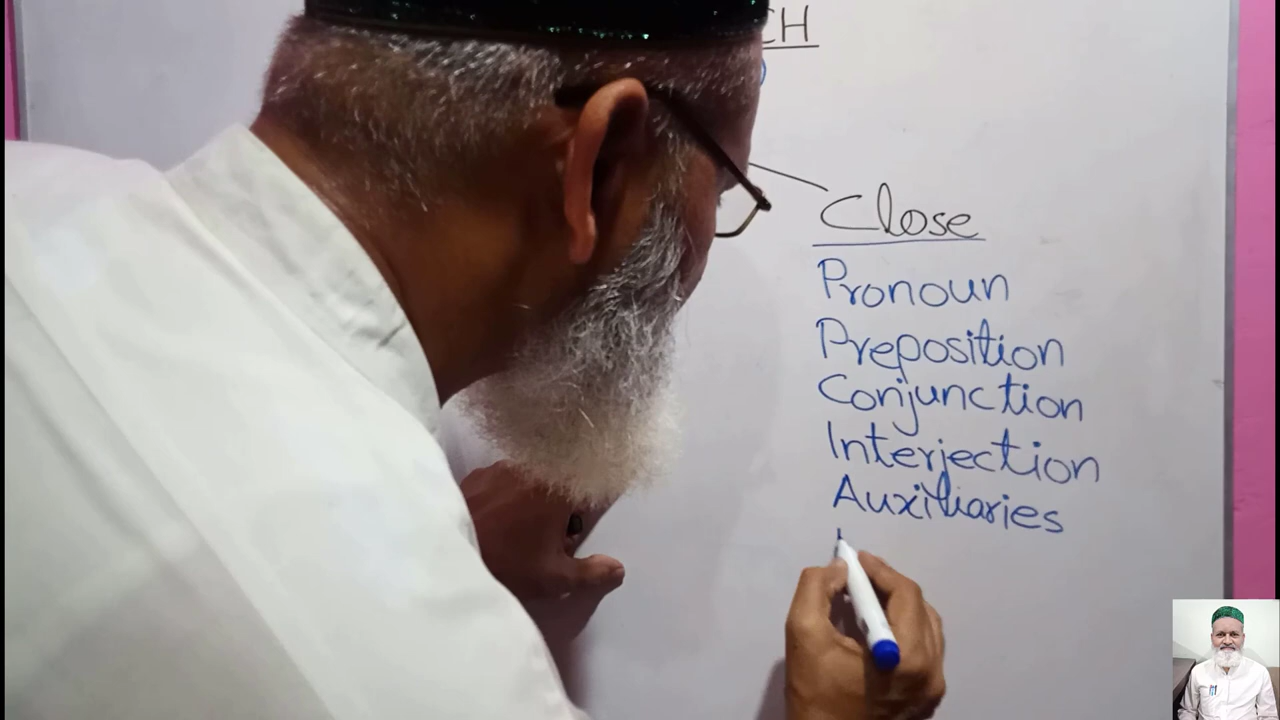 CH
Close
Pronoun
Preposition
Conjunction
Interjection
Auxiliaries